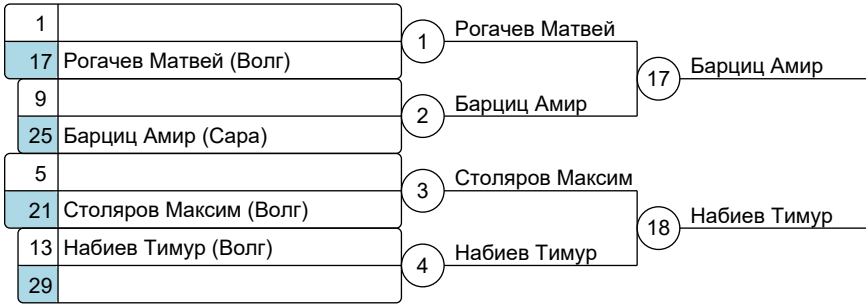 1
17 Рогачев Матвей (Волг)
1
Рогачев Матвей
9
25 Барциц Амир (Сара)
2
Барциц Амир
17
Барциц Амир
5
21 Столяров Максим (Волг)
3
Столяров Максим
13 Набиев Тимур (Волг)
29
4
Набиев Тимур
18
Набиев Тимур